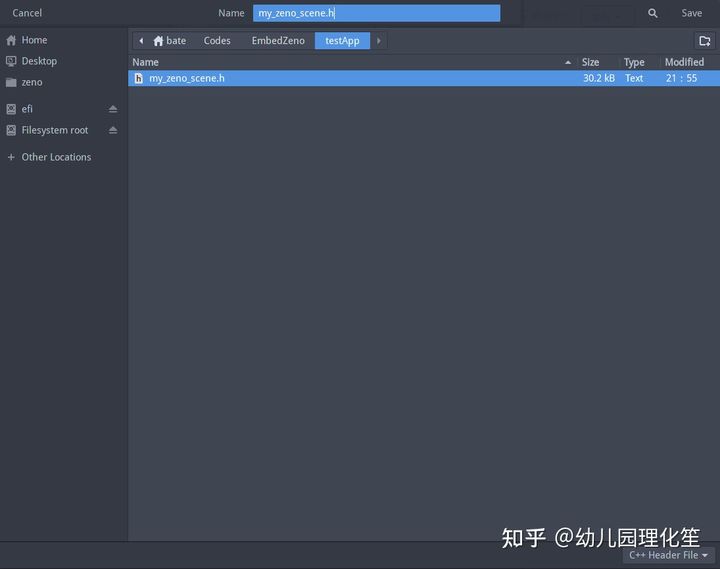 Cancel Name my_zeno_scene.h Save
Home
Desktop
zeno
efi
Filesystem root
Other Locations
bate Codes EmbedZeno testApp
Name Size Type Modified
my_zeno_scene.h 30.2 kB Text 21：55
知乎 @幼儿园理化笙
C++ Header File